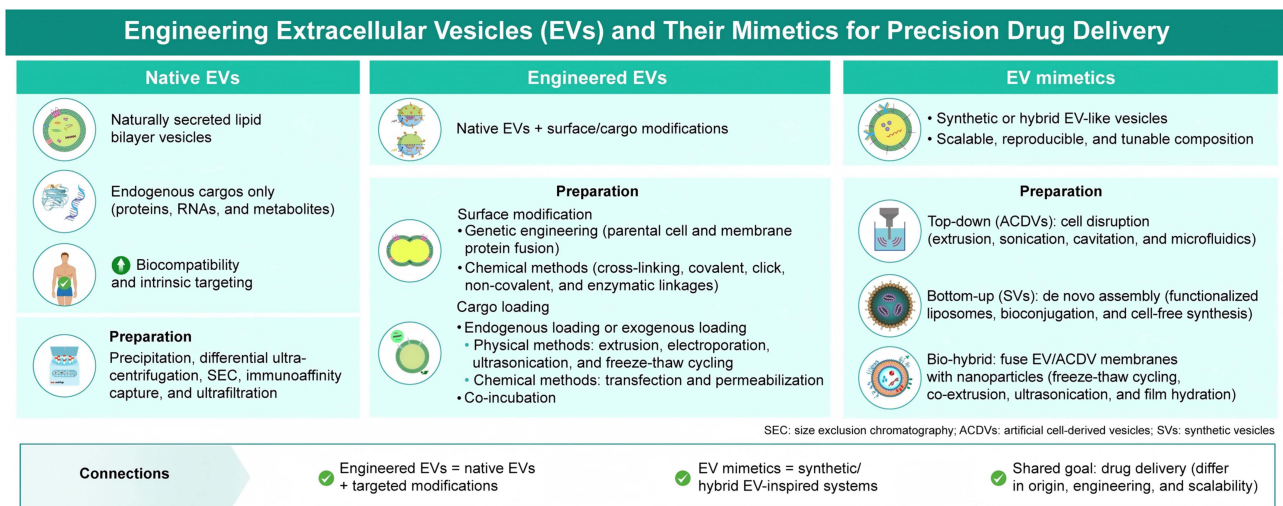 Engineering Extracellular Vesicles (EVs) and Their Mimetics for Precision Drug Delivery
Native EVs
Naturally secreted lipid
bilayer vesicles
Endogenous cargos only
(proteins, RNAs, and metabolites)
Biocompatibility
and intrinsic targeting
Preparation
Precipitation, differential ultra-
centrifugation, SEC, immunoaffinity
capture, and ultrafiltration
Engineered EVs
Native EVs + surface/cargo modifications
Preparation
Surface modification
• Genetic engineering (parental cell and membrane
protein fusion)
• Chemical methods (cross-linking, covalent, click,
non-covalent, and enzymatic linkages)
Cargo loading
• Endogenous loading or exogenous loading
• Physical methods: extrusion, electroporation,
ultrasonication, and freeze-thaw cycling
• Chemical methods: transfection and permeabilization
• Co-incubation
EV mimetics
• Synthetic or hybrid EV-like vesicles
• Scalable, reproducible, and tunable composition
Preparation
Top-down (ACDVs): cell disruption
(extrusion, sonication, cavitation, and microfluidics)
Bottom-up (SVs): de novo assembly (functionalized
liposomes, bioconjugation, and cell-free synthesis)
Bio-hybrid: fuse EV/ACDV membranes
with nanoparticles (freeze-thaw cycling,
co-extrusion, ultrasonication, and film hydration)
SEC: size exclusion chromatography; ACDVs: artificial cell-derived vesicles; SVs: synthetic vesicles
Connections
Engineered EVs = native EVs
+ targeted modifications
EV mimetics = synthetic/
hybrid EV-inspired systems
Shared goal: drug delivery (differ
in origin, engineering, and scalability)